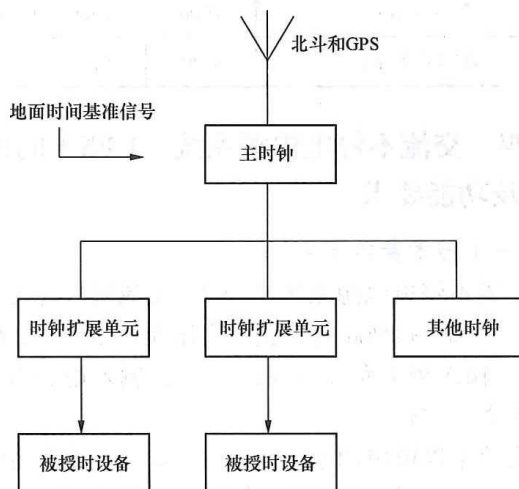 北斗和GPS
地面时间基准信号
主时钟
时钟扩展单元
时钟扩展单元
其他时钟
被授时设备
被授时设备